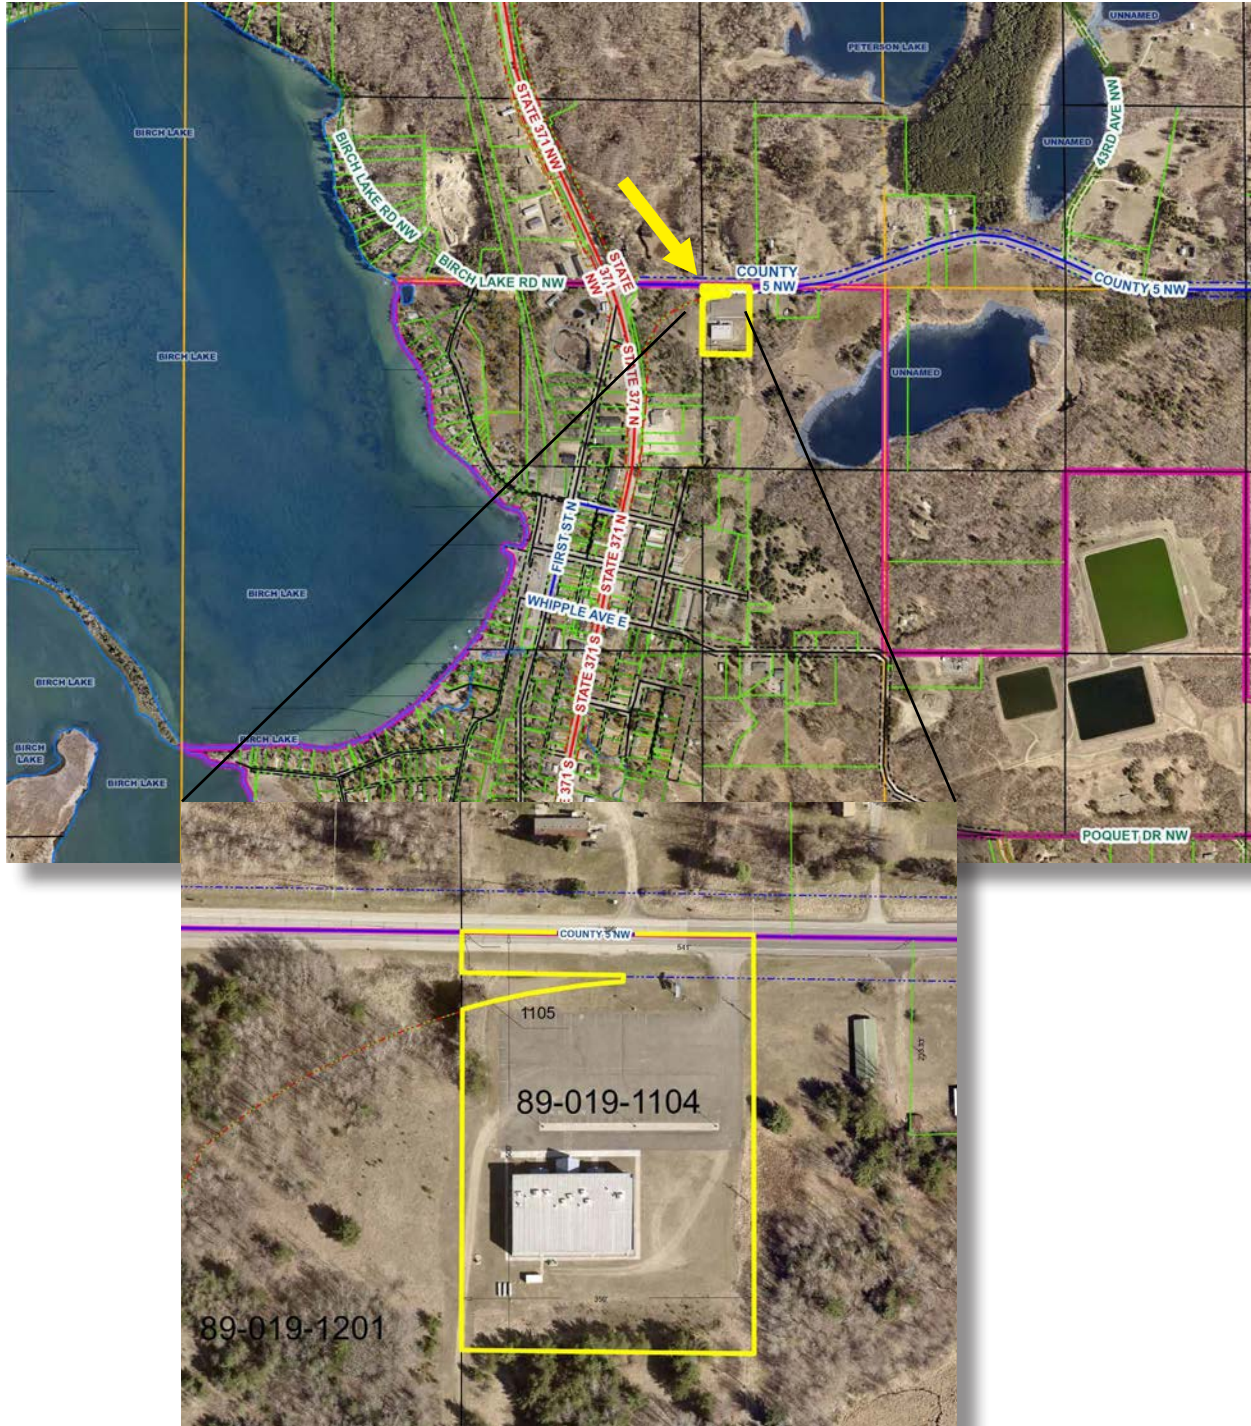 UNNAMED
PETERSON LAKE
STATE 371 NW
BIRCH LAKE
BIRCH LAKE RD NW
UNNAMED
43RD AVE NW
BIRCH LAKE RD NW
STATE
371
NW
COUNTY
5 NW
COUNTY 5 NW
BIRCH LAKE
STATE 371 N
UNNAMED
FIRST ST N
STATE 371 N
BIRCH LAKE
WHIPPLE AVE E
STATE 371 S
BIRCH LAKE
BIRCH LAKE
BIRCH
LAKE
BIRCH LAKE
E 371 S
POQUET DR NW
COUNTY 5 NW
541'
1105
89-019-1104
89-019-1201